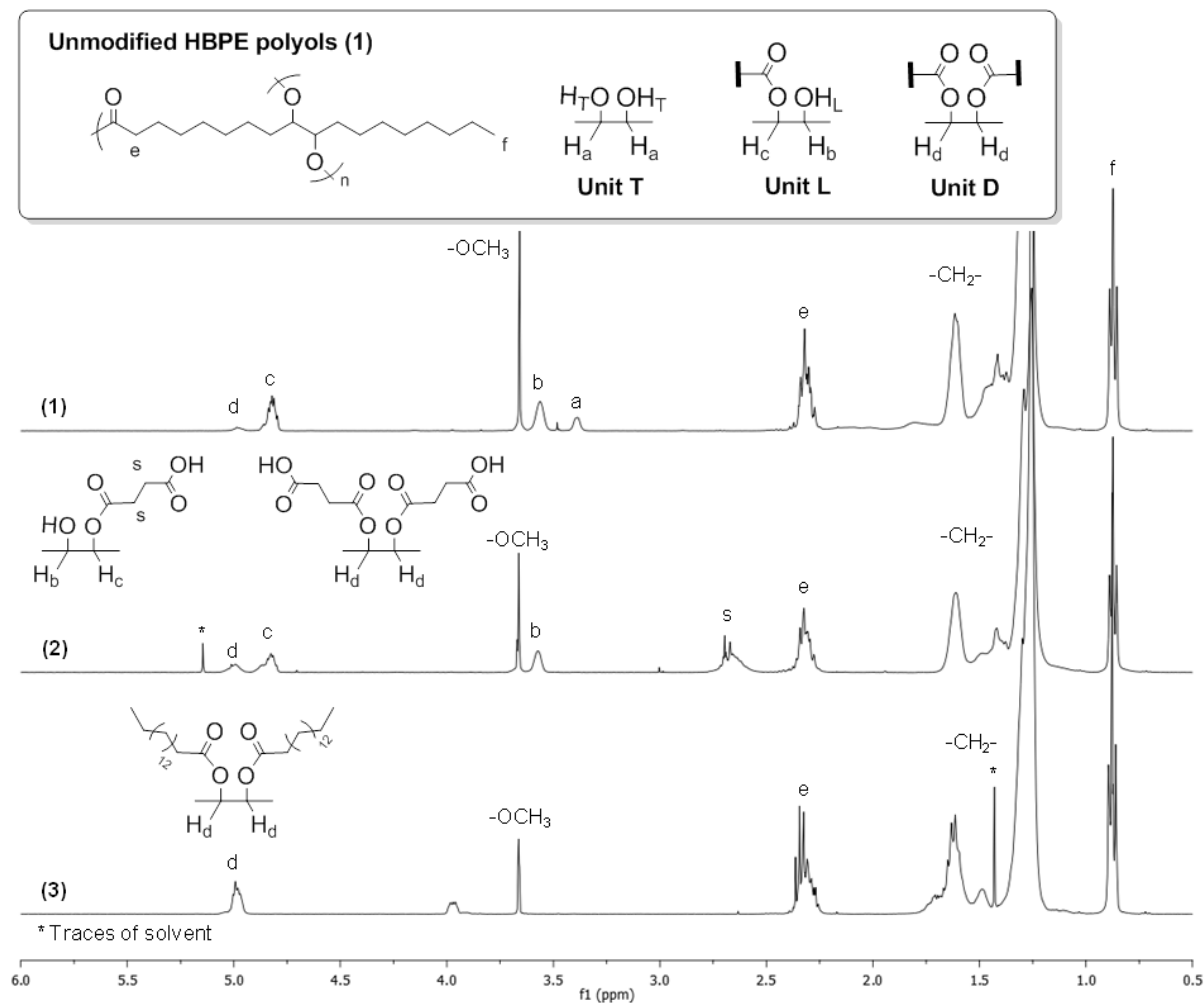 Unmodified HBPE polyols (1)
O
O
e
f
O
n
HTO OHT
Ha Ha
Unit T
O
O OHL
Hc Hb
Unit L
O O
O O
Hd Hd
Unit D
f
-OCH3
-CH2-
e
c
b
a
d
(1)
s OH
O
O
s
HO O
Hb Hc
HO OH
O O O O
O O
Hd Hd
-OCH3
-CH2-
e
s
* c
d
b
(2)
12 O O 12
O O
Hd Hd
-CH2-
*
e
-OCH3
d
(3)
* Traces of solvent
6.0 5.5 5.0 4.5 4.0 3.5 3.0 2.5 2.0 1.5 1.0 0.5
f1 (ppm)